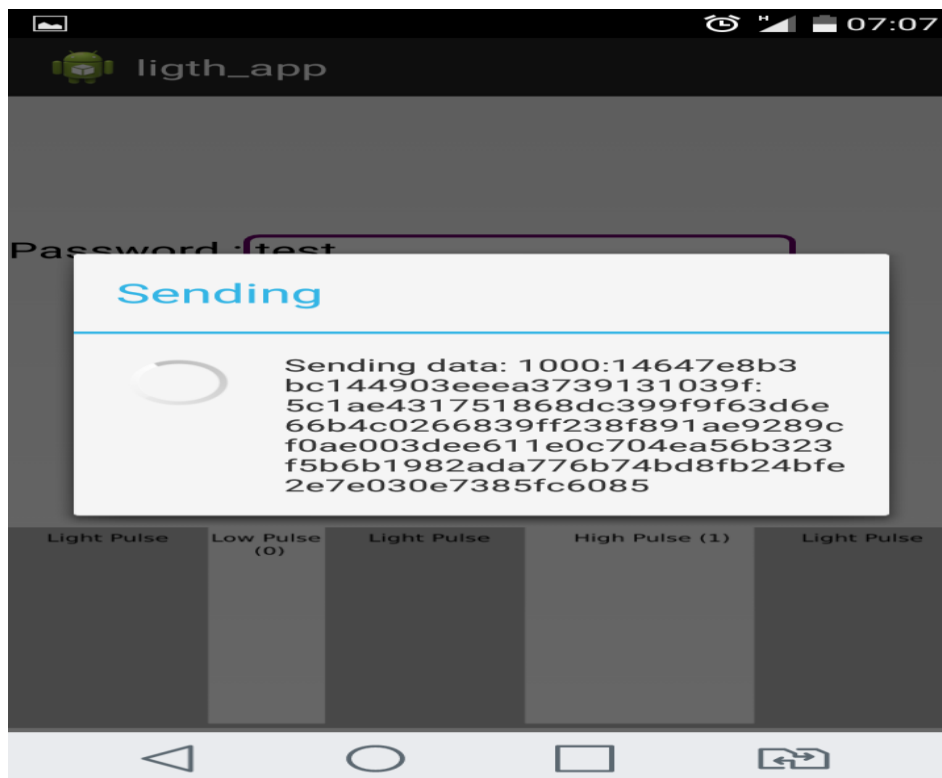 H 07:07
ligth_app
Password : test
Sending
Sending data: 1000:14647e8b3
bc144903eeea3739131039f:
5c1ae431751868dc399f9f63d6e
66b4c0266839ff238f891ae9289c
f0ae003dee611e0c704ea56b323
f5b6b1982ada776b74bd8fb24bfe
2e7e030e7385fc6085
Light Pulse Low Pulse Light Pulse High Pulse (1) Light Pulse
(0)